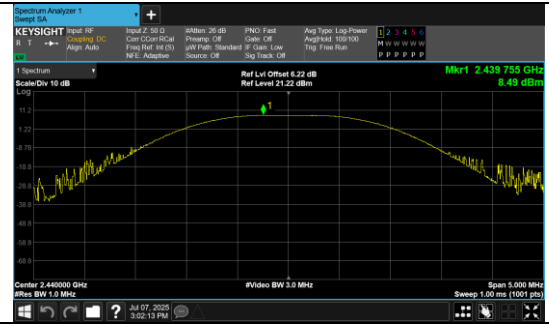 Spectrum Analyzer 1
Swept SA
+
KEYSIGHT Input: RF Input Z: 50 Ω #Atten: 26 dB PNO: Fast Avg Type: Log-Power 1 2 3 4 5 6
R T Coupling: DC Corr CCorr RCal Preamp: Off Gate: Off Avg|Hold: 100/100 M W W W W W
Align: Auto Freq Ref: Int (S) µW Path: Standard IF Gain: Low Trig: Free Run P P P P P P
NFE: Adaptive Source: Off Sig Track: Off
1 Spectrum Ref Lvl Offset 6.22 dB Mkr1 2.439 755 GHz
Scale/Div 10 dB Ref Level 21.22 dBm 8.49 dBm
Log
1
11.2
1.22
-8.78
-18.8
-28.8
-38.8
-48.8
-58.8
-68.8
Center 2.440000 GHz #Video BW 3.0 MHz Span 5.000 MHz
#Res BW 1.0 MHz Sweep 1.00 ms (1001 pts)
? Jul 07, 2025
3:02:13 PM